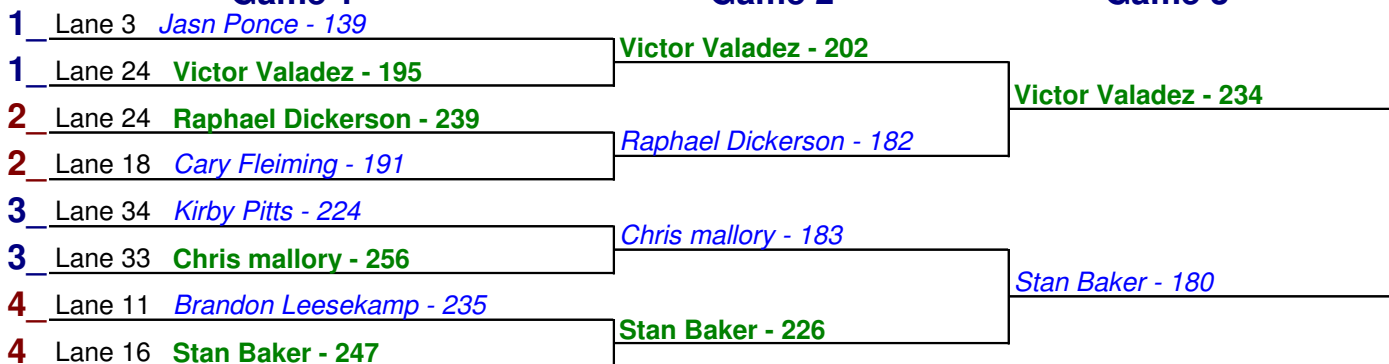 1_ Lane 3 Jasn Ponce - 139
1_ Lane 24 Victor Valadez - 195
2_ Lane 24 Raphael Dickerson - 239
2_ Lane 18 Cary Fleiming - 191
3_ Lane 34 Kirby Pitts - 224
3_ Lane 33 Chris mallory - 256
4_ Lane 11 Brandon Leesekamp - 235
4 Lane 16 Stan Baker - 247
Victor Valadez - 202
Raphael Dickerson - 182
Chris mallory - 183
Stan Baker - 226
Victor Valadez - 234
Stan Baker - 180